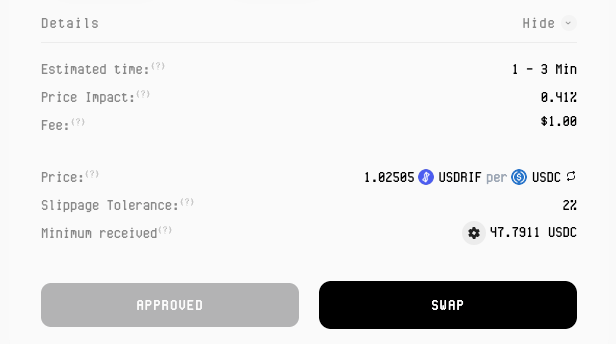 Details Hide
Estimated time:(?) 1 - 3 Min
Price Impact:(?) 0.41%
Fee:(?) $1.00
Price:(?) 1.02505 USDRIF per USDC
Slippage Tolerance:(?) 2%
Minimum received(?) 47.7911 USDC
APPROVED SWAP